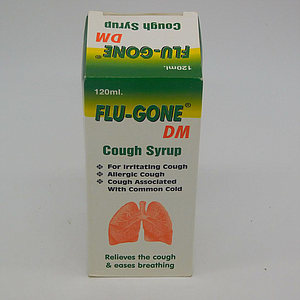 FLU-GONE®
DM
Cough Syrup
120ml.
120ml.
FLU-GONE®
DM
Cough Syrup
❖ For Irritating Cough
❖ Allergic Cough
❖ Cough Associated
With Common Cold
Relieves the cough
& eases breathing